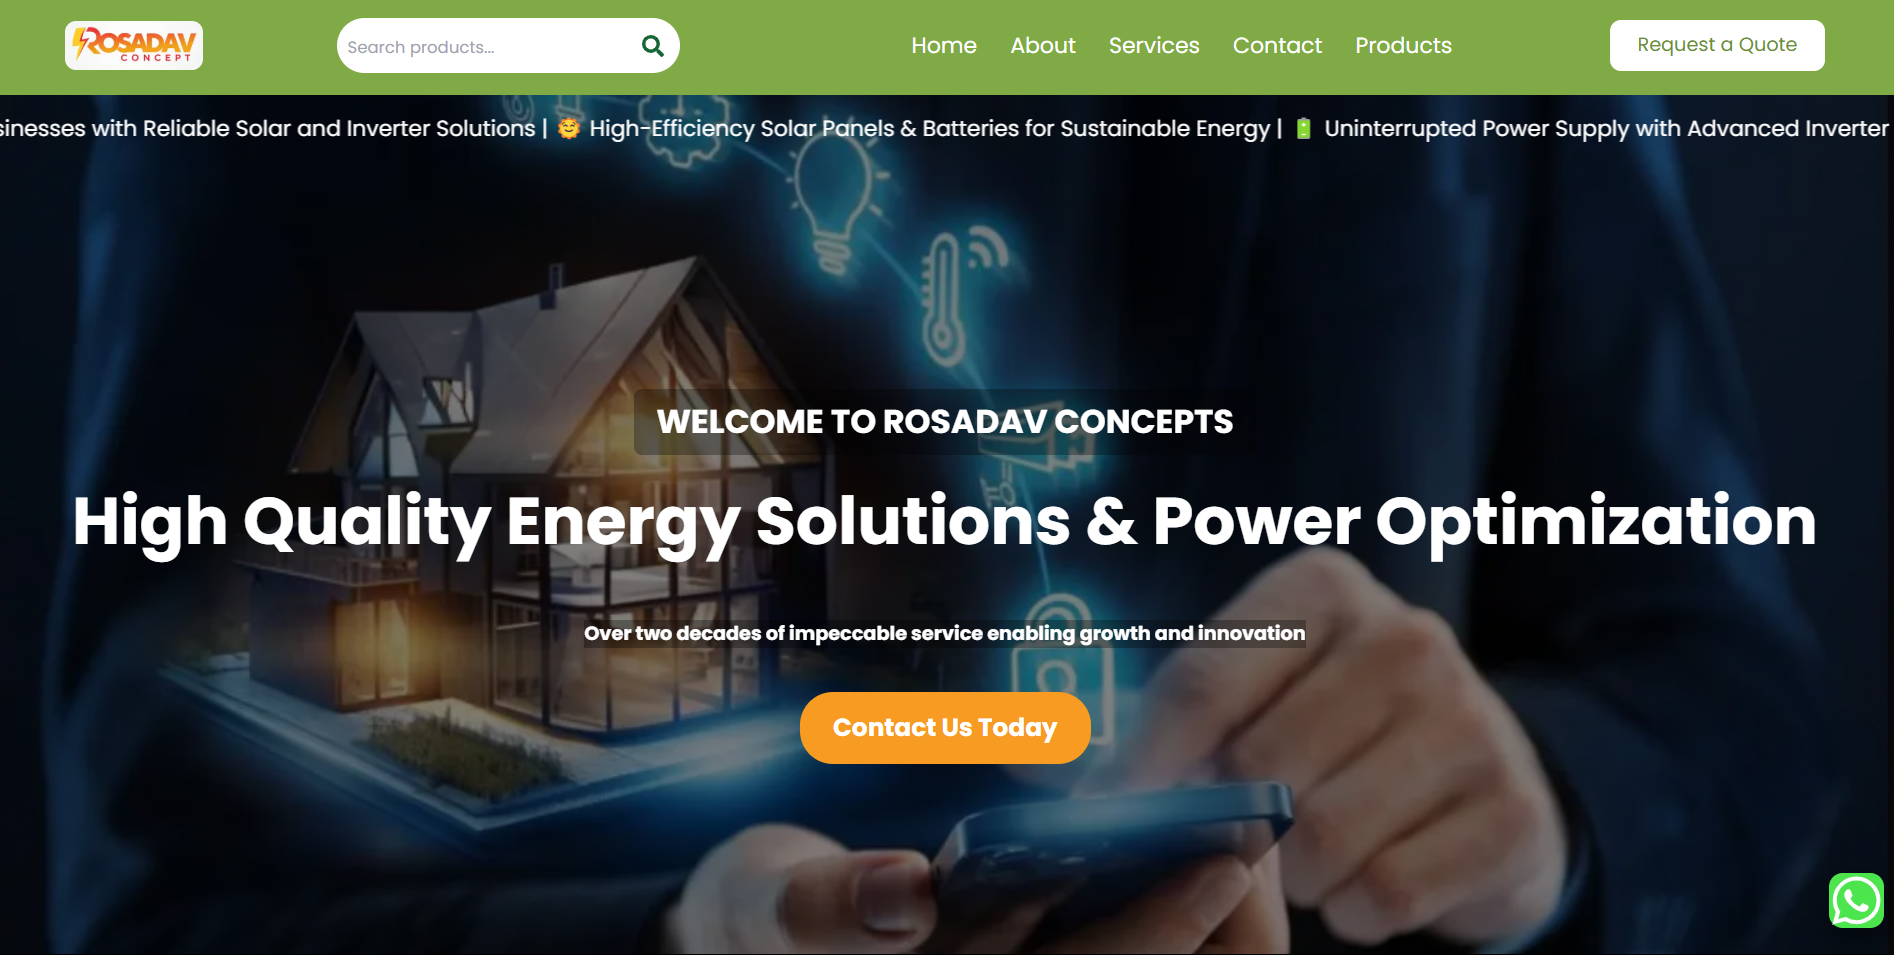 ROSADAV
CONCEPT
Search products...
Home
About
Services
Contact
Products
Request a Quote
sinesses with Reliable Solar and Inverter Solutions | 🌞 High-Efficiency Solar Panels & Batteries for Sustainable Energy | 🔋 Uninterrupted Power Supply with Advanced Inverter
WELCOME TO ROSADAV CONCEPTS
High Quality Energy Solutions & Power Optimization
Over two decades of impeccable service enabling growth and innovation
Contact Us Today